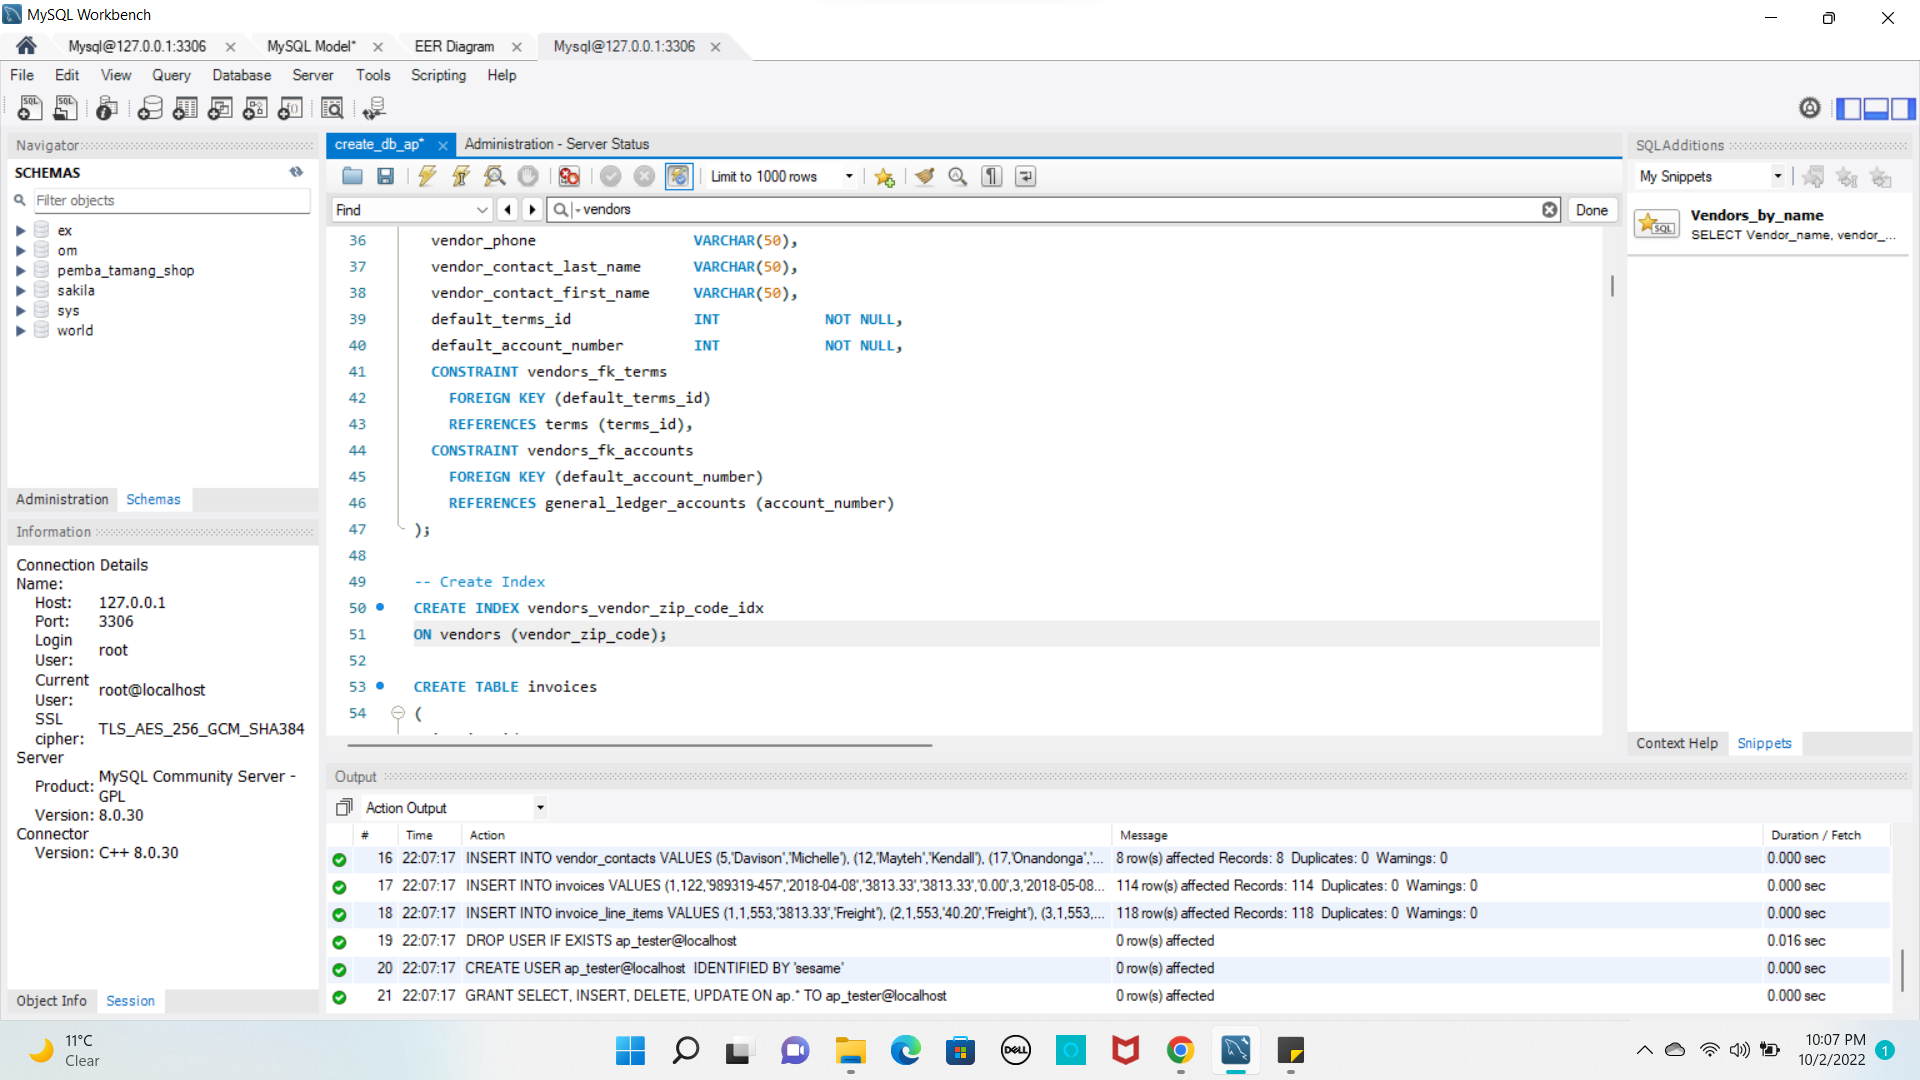 MySQL Workbench
Mysql@127.0.0.1:3306
MySQL Model*
EER Diagram
Mysql@127.0.0.1:3306
File Edit View Query Database Server Tools Scripting Help
Navigator
SCHEMAS
Filter objects
ex
om
pemba_tamang_shop
sakila
sys
world
Administration Schemas
Information
Connection Details
Name:
Host: 127.0.0.1
Port: 3306
Login User: root
Current User: root@localhost
SSL cipher: TLS_AES_256_GCM_SHA384
Server
Product: MySQL Community Server - GPL
Version: 8.0.30
Connector
Version: C++ 8.0.30
Object Info Session
create_db_ap*
Administration - Server Status
Limit to 1000 rows
Find
vendors
Done
36 vendor_phone VARCHAR(50),
37 vendor_contact_last_name VARCHAR(50),
38 vendor_contact_first_name VARCHAR(50),
39 default_terms_id INT NOT NULL,
40 default_account_number INT NOT NULL,
41 CONSTRAINT vendors_fk_terms
42 FOREIGN KEY (default_terms_id)
43 REFERENCES terms (terms_id),
44 CONSTRAINT vendors_fk_accounts
45 FOREIGN KEY (default_account_number)
46 REFERENCES general_ledger_accounts (account_number)
47 );
48
49 -- Create Index
50 CREATE INDEX vendors_vendor_zip_code_idx
51 ON vendors (vendor_zip_code);
52
53 CREATE TABLE invoices
54 (
SQLAdditions
My Snippets
Vendors_by_name
SELECT Vendor_name, vendor_...
Context Help Snippets
Output
Action Output
# Time Action Message Duration / Fetch
16 22:07:17 INSERT INTO vendor_contacts VALUES (5,'Davison','Michelle'), (12,'Mayteh','Kendall'), (17,'Onandonga','... 8 row(s) affected Records: 8 Duplicates: 0 Warnings: 0 0.000 sec
17 22:07:17 INSERT INTO invoices VALUES (1,122,'989319-457','2018-04-08','3813.33','3813.33','0.00',3,'2018-05-08... 114 row(s) affected Records: 114 Duplicates: 0 Warnings: 0 0.000 sec
18 22:07:17 INSERT INTO invoice_line_items VALUES (1,1,553,'3813.33','Freight'), (2,1,553,'40.20','Freight'), (3,1,553,... 118 row(s) affected Records: 118 Duplicates: 0 Warnings: 0 0.000 sec
19 22:07:17 DROP USER IF EXISTS ap_tester@localhost 0 row(s) affected 0.016 sec
20 22:07:17 CREATE USER ap_tester@localhost IDENTIFIED BY 'sesame' 0 row(s) affected 0.000 sec
21 22:07:17 GRANT SELECT, INSERT, DELETE, UPDATE ON ap.* TO ap_tester@localhost 0 row(s) affected 0.000 sec
11°C
Clear
DELL
10:07 PM
10/2/2022
1